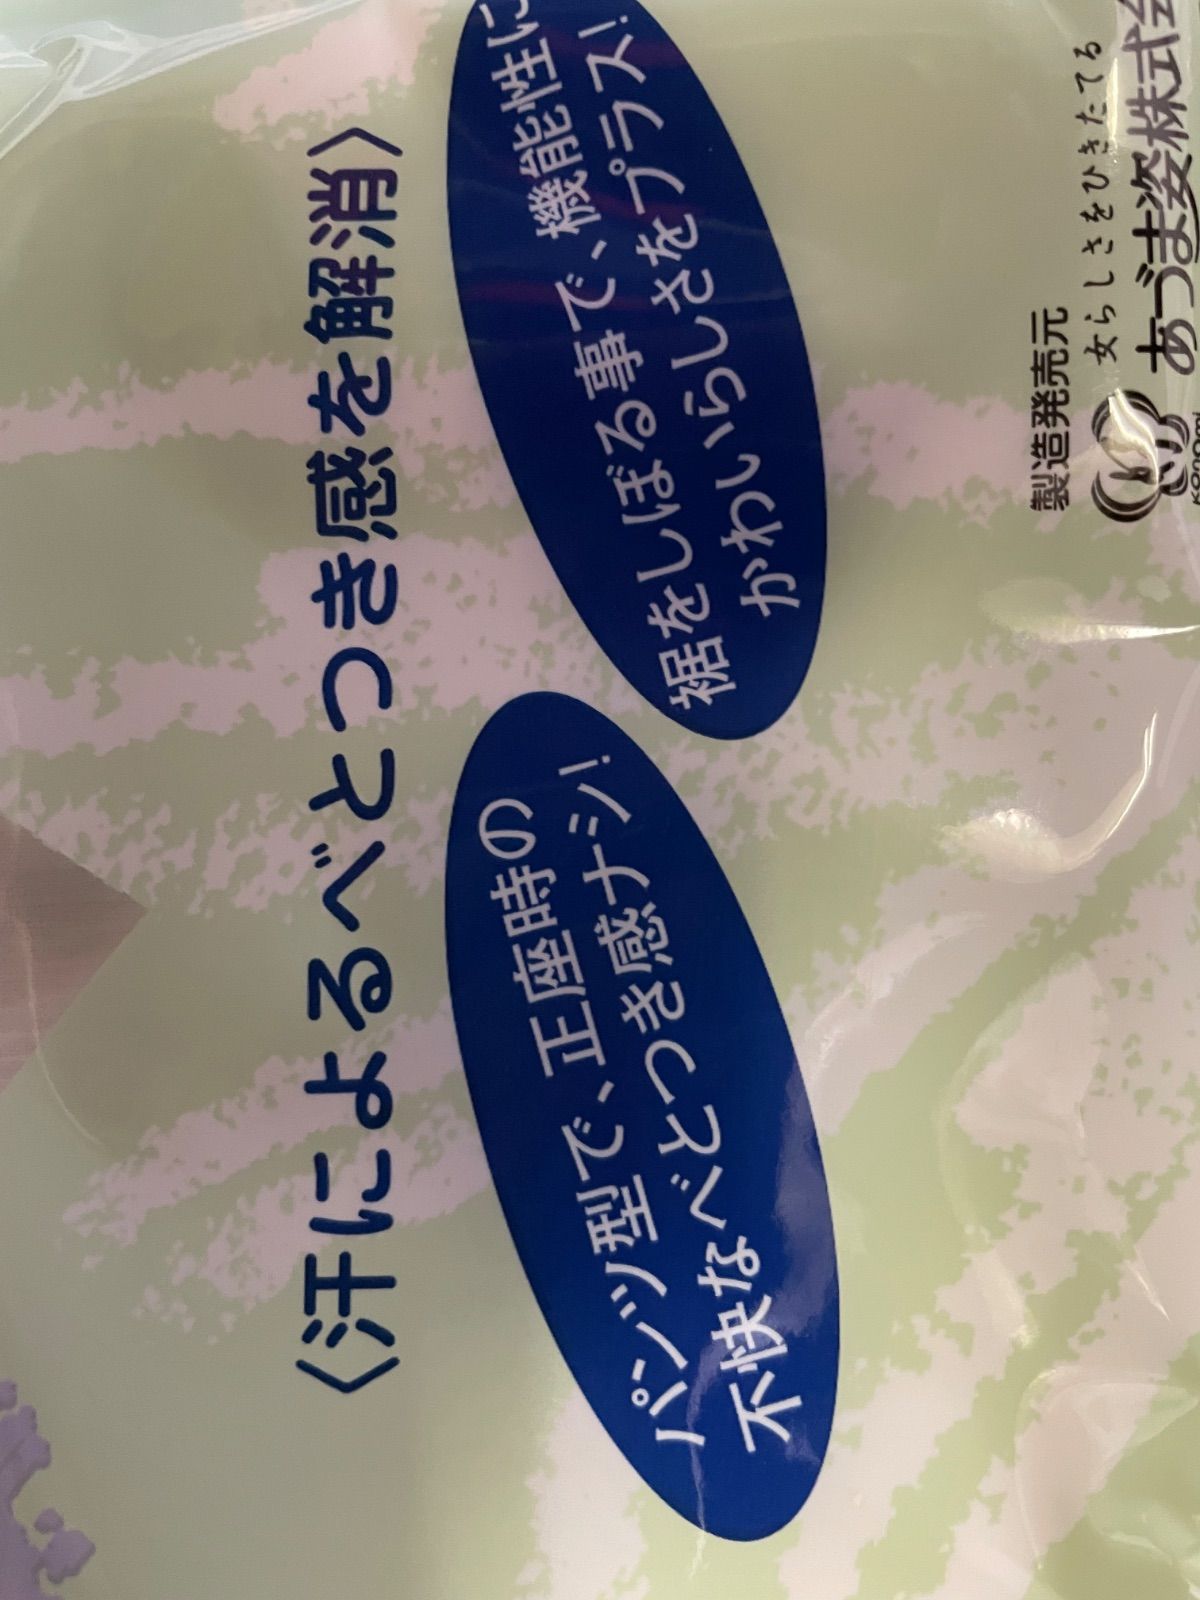 〈汗によるべとつき感を解消〉
パンツ型で、正座時の
不快なべとつき感ナシ!
裾をしぼる事で、機能性に
かわいらしさをプラス!
製造発売元
女らしさをひきたてる
あづま姿株式会